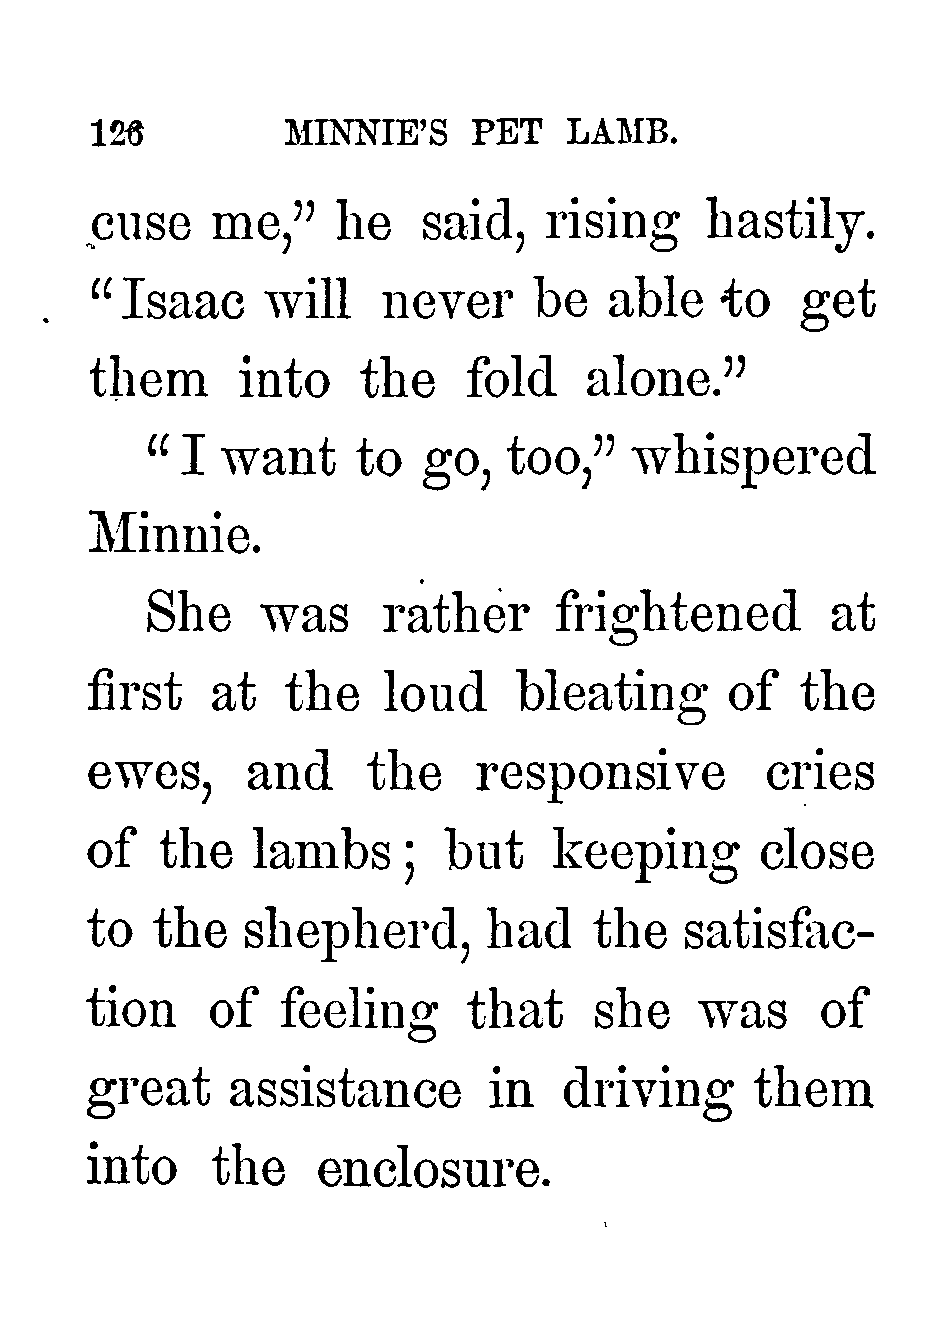 126 MINNIE'S PET LAMB.
cuse me,” he said, rising hastily.
“Isaac will never be able to get
them into the fold alone.”
“I want to go, too,” whispered
Minnie.
She was rather frightened at
first at the loud bleating of the
ewes, and the responsive cries
of the lambs; but keeping close
to the shepherd, had the satisfac-
tion of feeling that she was of
great assistance in driving them
into the enclosure.